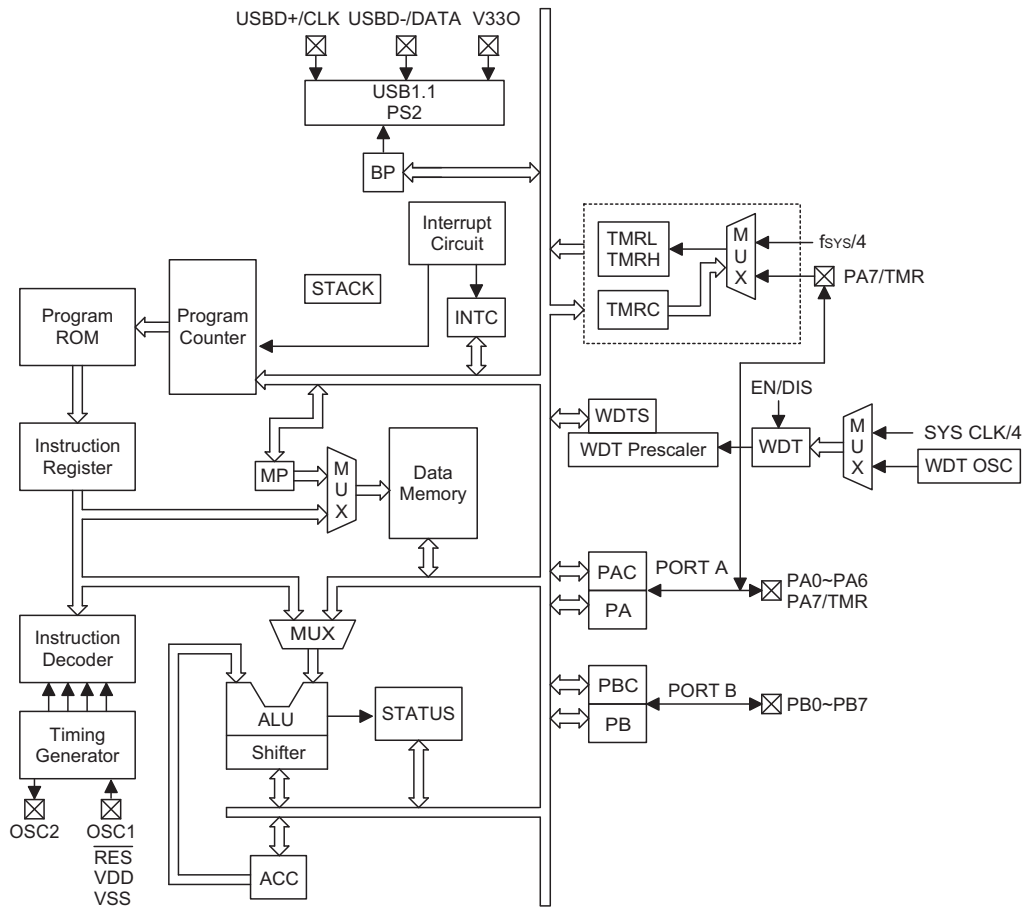 USBD+/CLK USBD-/DATA V33O
USB1.1
PS2
BP
Interrupt
Circuit
STACK
INTC
TMRL
TMRH
TMRC
MUX
fSYS/4
PA7/TMR
Program
ROM
Program
Counter
EN/DIS
WDTS
WDT Prescaler
WDT
MUX
SYS CLK/4
WDT OSC
Instruction
Register
MP
MUX
Data
Memory
PAC
PA
PORT A
PA0~PA6
PA7/TMR
Instruction
Decoder
MUX
PBC
PB
PORT B
PB0~PB7
ALU
Shifter
STATUS
Timing
Generator
OSC2
OSC1
RES
VDD
VSS
ACC